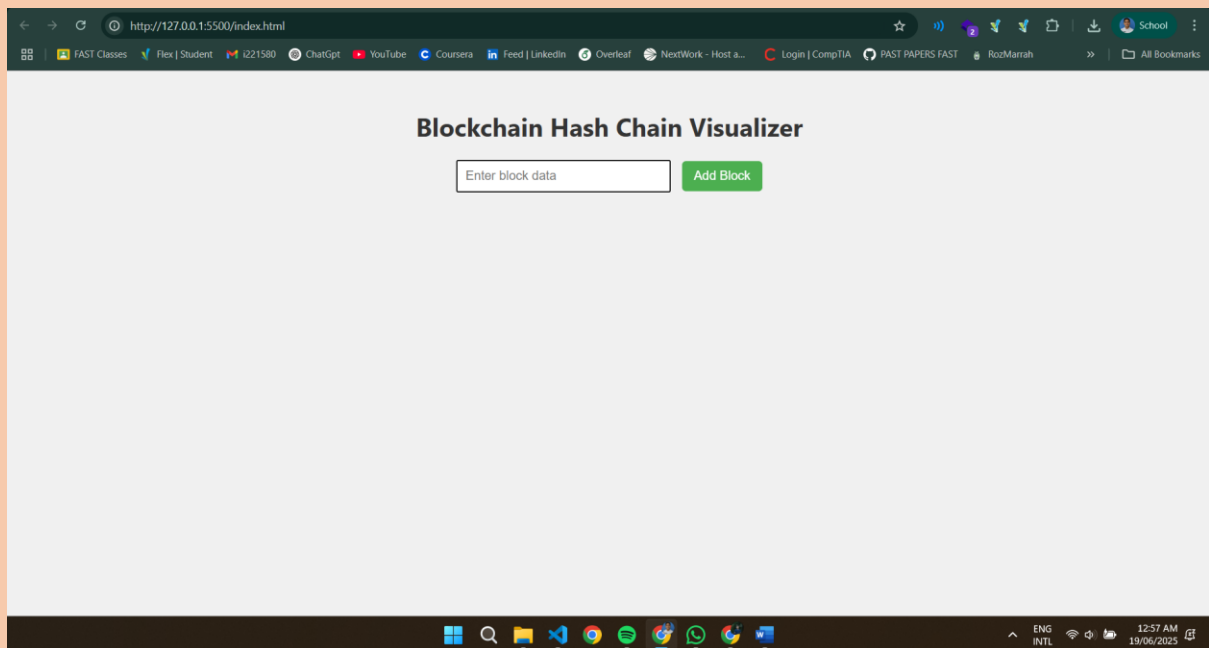 http://127.0.0.1:5500/index.html
2
School
FAST Classes
Flex | Student
i221580
ChatGpt
YouTube
Coursera
Feed | LinkedIn
Overleaf
NextWork - Host a...
Login | CompTIA
PAST PAPERS FAST
RozMarrah
»
All Bookmarks
Blockchain Hash Chain Visualizer
Enter block data
Add Block
ENG
INTL
12:57 AM
19/06/2025